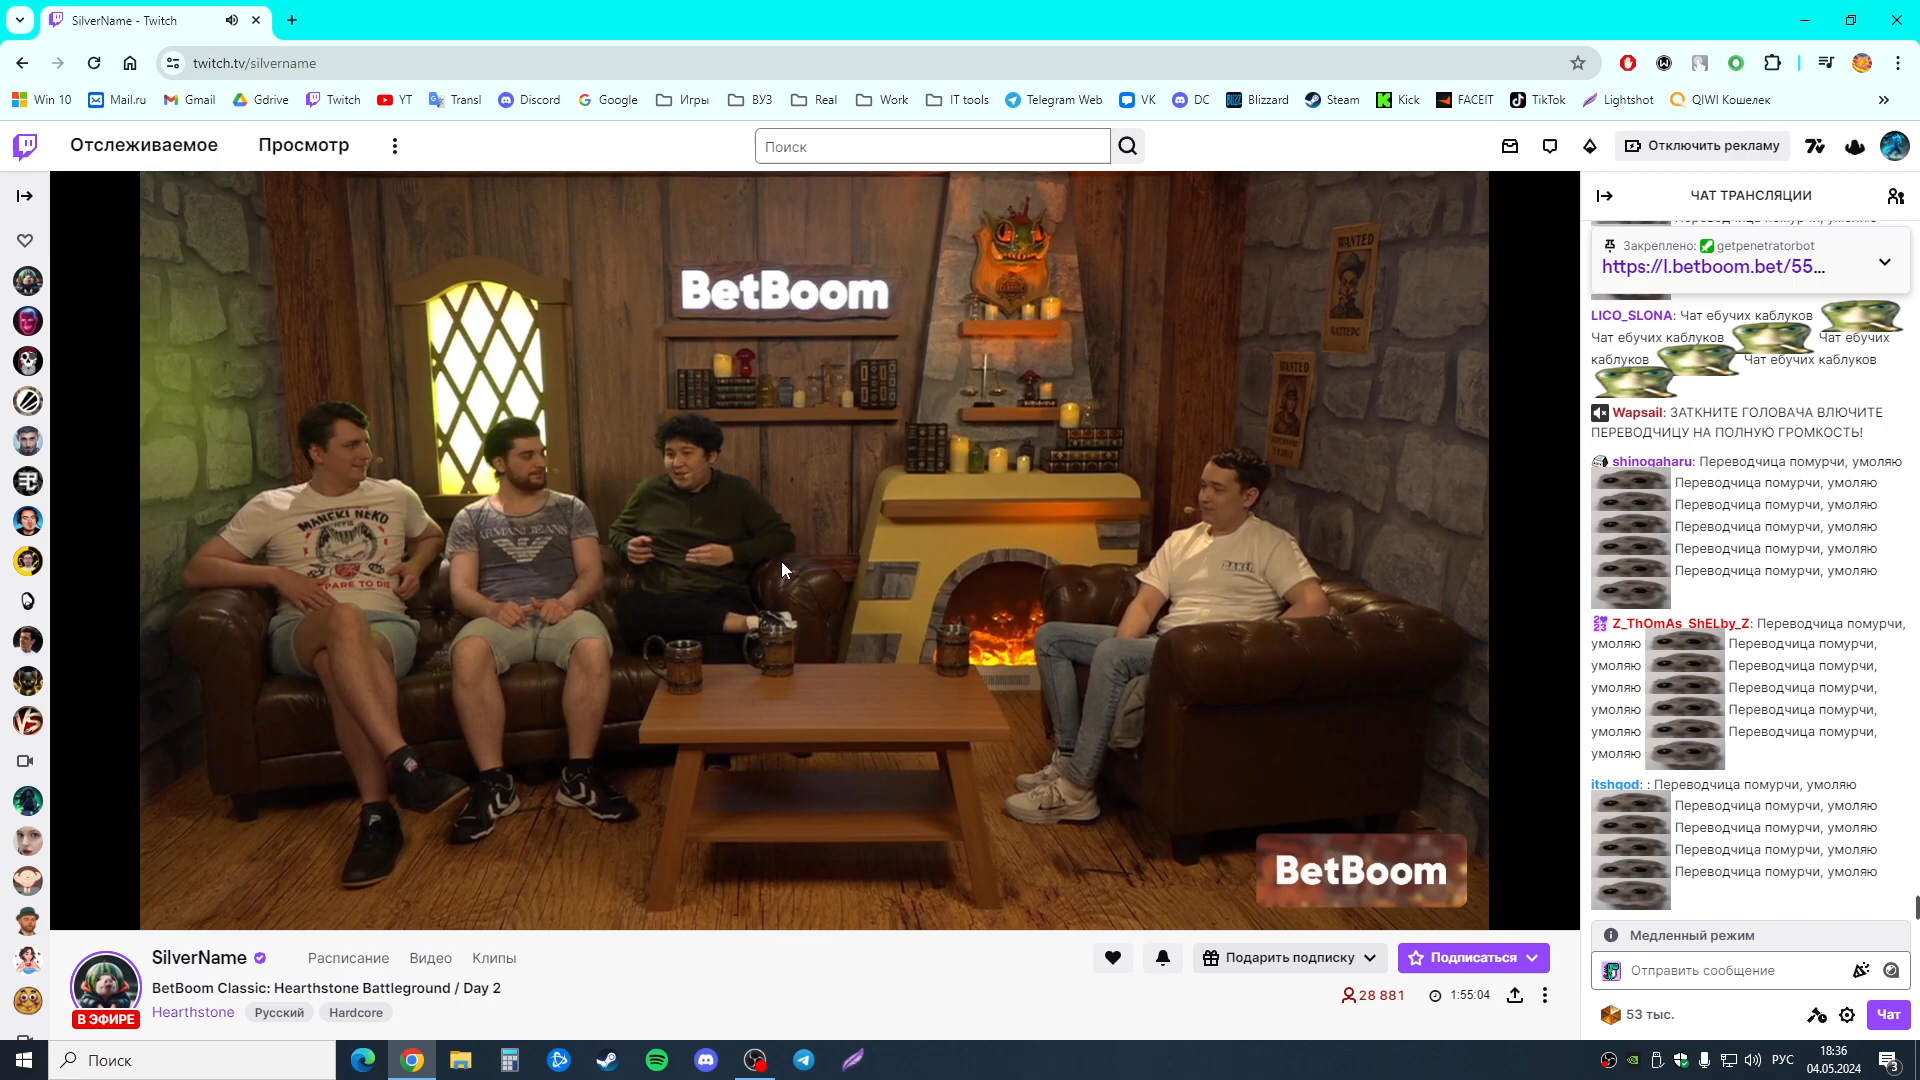 SilverName - Twitch
twitch.tv/silvername
Win 10
Mail.ru
Gmail
Gdrive
Twitch
YT
Transl
Discord
Google
Игры
ВУЗ
Real
Work
IT tools
Telegram Web
VK
DC
Blizzard
Steam
Kick
FACEIT
TikTok
Lightshot
QIWI Кошелек
Отслеживаемое
Просмотр
Поиск
Отключить рекламу
ЧАТ ТРАНСЛЯЦИИ
Закреплено: getpenetratorbot
https://l.betboom.bet/55...
LICO_SLONA: Чат ебучих каблуков
Чат ебучих каблуков Чат ебучих
каблуков Чат ебучих каблуков
Wapsail: ЗАТКНИТЕ ГОЛОВАЧА ВЛЮЧИТЕ
ПЕРЕВОДЧИЦУ НА ПОЛНУЮ ГРОМКОСТЬ!
shinogaharu: Переводчица помурчи, умоляю
Переводчица помурчи, умоляю
Переводчица помурчи, умоляю
Переводчица помурчи, умоляю
Переводчица помурчи, умоляю
Переводчица помурчи, умоляю
Z_ThOmAs_ShELby_Z: Переводчица помурчи,
умоляю Переводчица помурчи,
умоляю Переводчица помурчи,
умоляю Переводчица помурчи,
умоляю Переводчица помурчи,
умоляю Переводчица помурчи,
умоляю
itshgod: : Переводчица помурчи, умоляю
Переводчица помурчи, умоляю
Переводчица помурчи, умоляю
Переводчица помурчи, умоляю
Переводчица помурчи, умоляю
Медленный режим
Отправить сообщение
53 тыс.
Чат
BetBoom
WANTED
WANTED
MANEKI NEKO
ARMANI JEANS
BetBoom
SilverName
Расписание
Видео
Клипы
Подарить подписку
Подписаться
BetBoom Classic: Hearthstone Battleground / Day 2
28 881
1:55:04
Hearthstone
Русский
Hardcore
В ЭФИРЕ
Поиск
РУС
18:36
04.05.2024
3